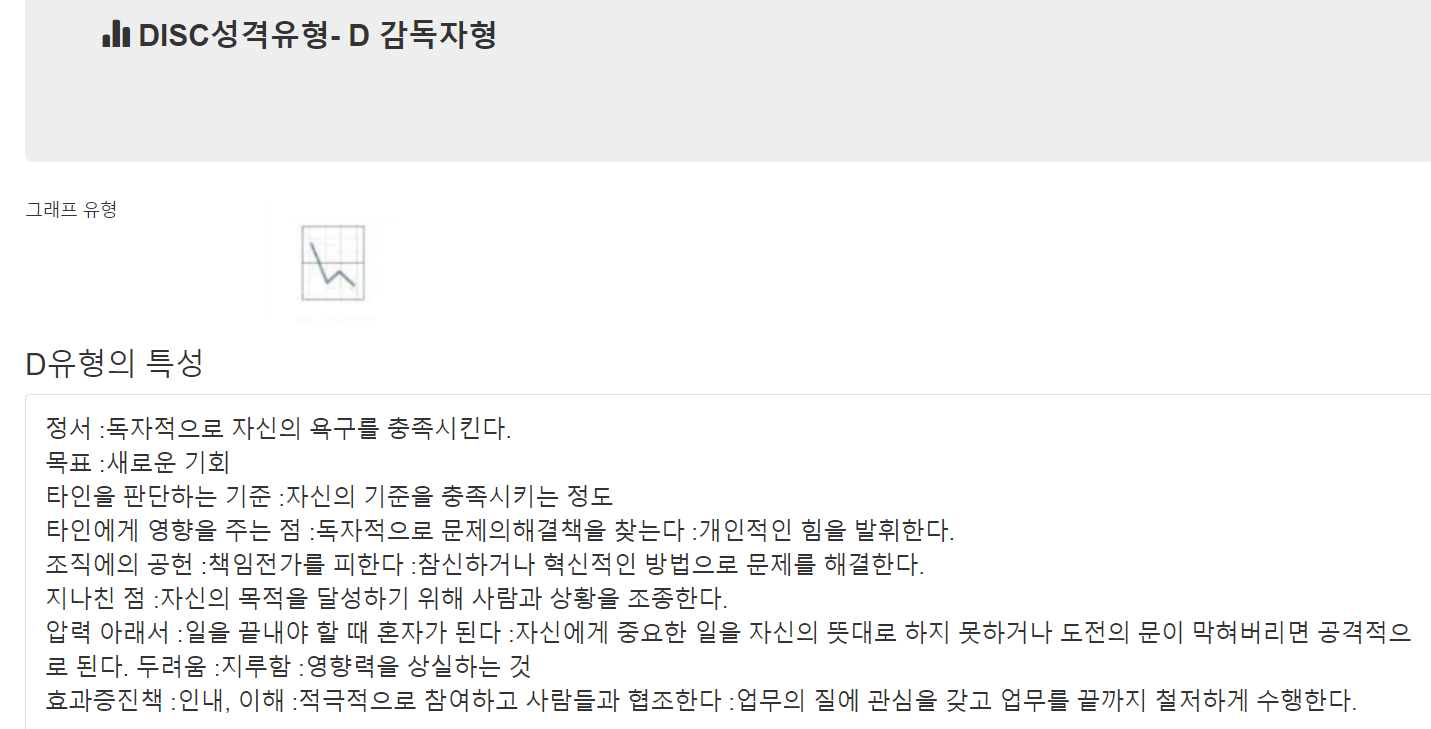 DISC성격유형- D 감독자형
그래프 유형
D유형의 특성
정서 :독자적으로 자신의 욕구를 충족시킨다.
목표 :새로운 기회
타인을 판단하는 기준 :자신의 기준을 충족시키는 정도
타인에게 영향을 주는 점 :독자적으로 문제의해결책을 찾는다 :개인적인 힘을 발휘한다.
조직에의 공헌 :책임전가를 피한다 :참신하거나 혁신적인 방법으로 문제를 해결한다.
지나친 점 :자신의 목적을 달성하기 위해 사람과 상황을 조종한다.
압력 아래서 :일을 끝내야 할 때 혼자가 된다 :자신에게 중요한 일을 자신의 뜻대로 하지 못하거나 도전의 문이 막혀버리면 공격적으
로 된다. 두려움 :지루함 :영향력을 상실하는 것
효과증진책 :인내, 이해 :적극적으로 참여하고 사람들과 협조한다 :업무의 질에 관심을 갖고 업무를 끝까지 철저하게 수행한다.